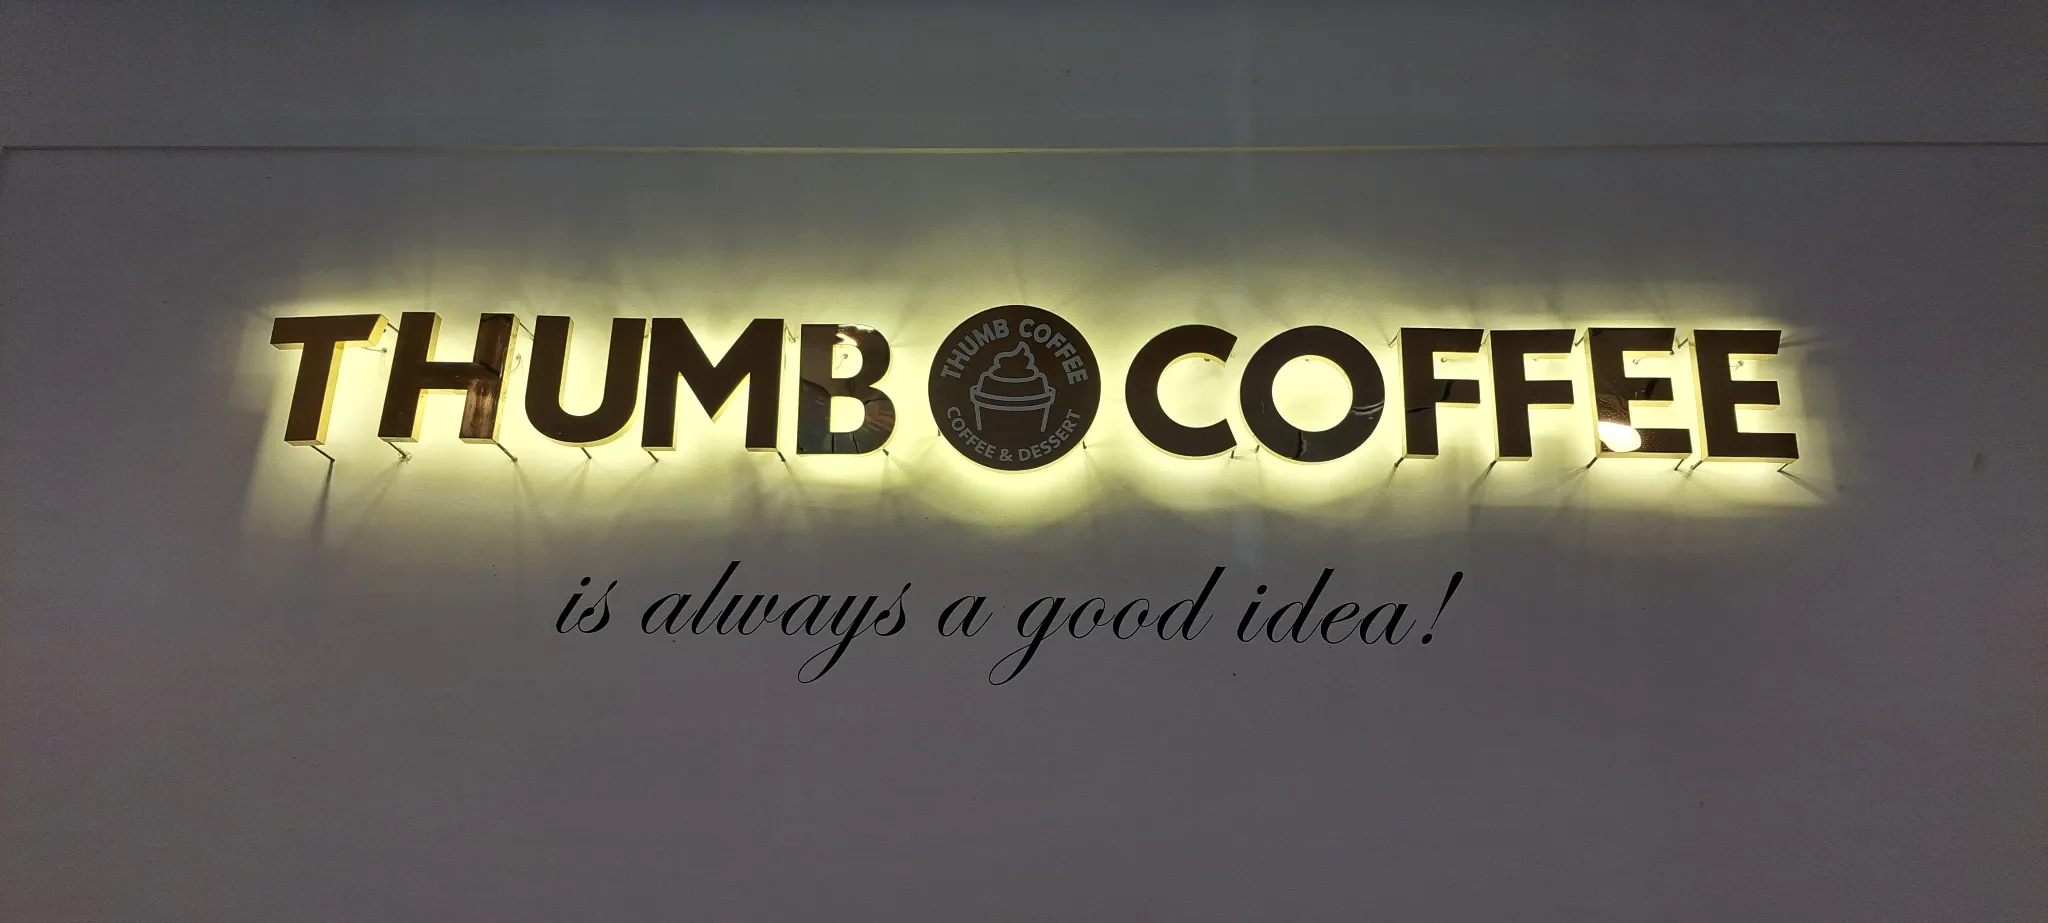 THUMB COFFEE
THUMB COFFEE
COFFEE & DESSERT
is always a good idea!